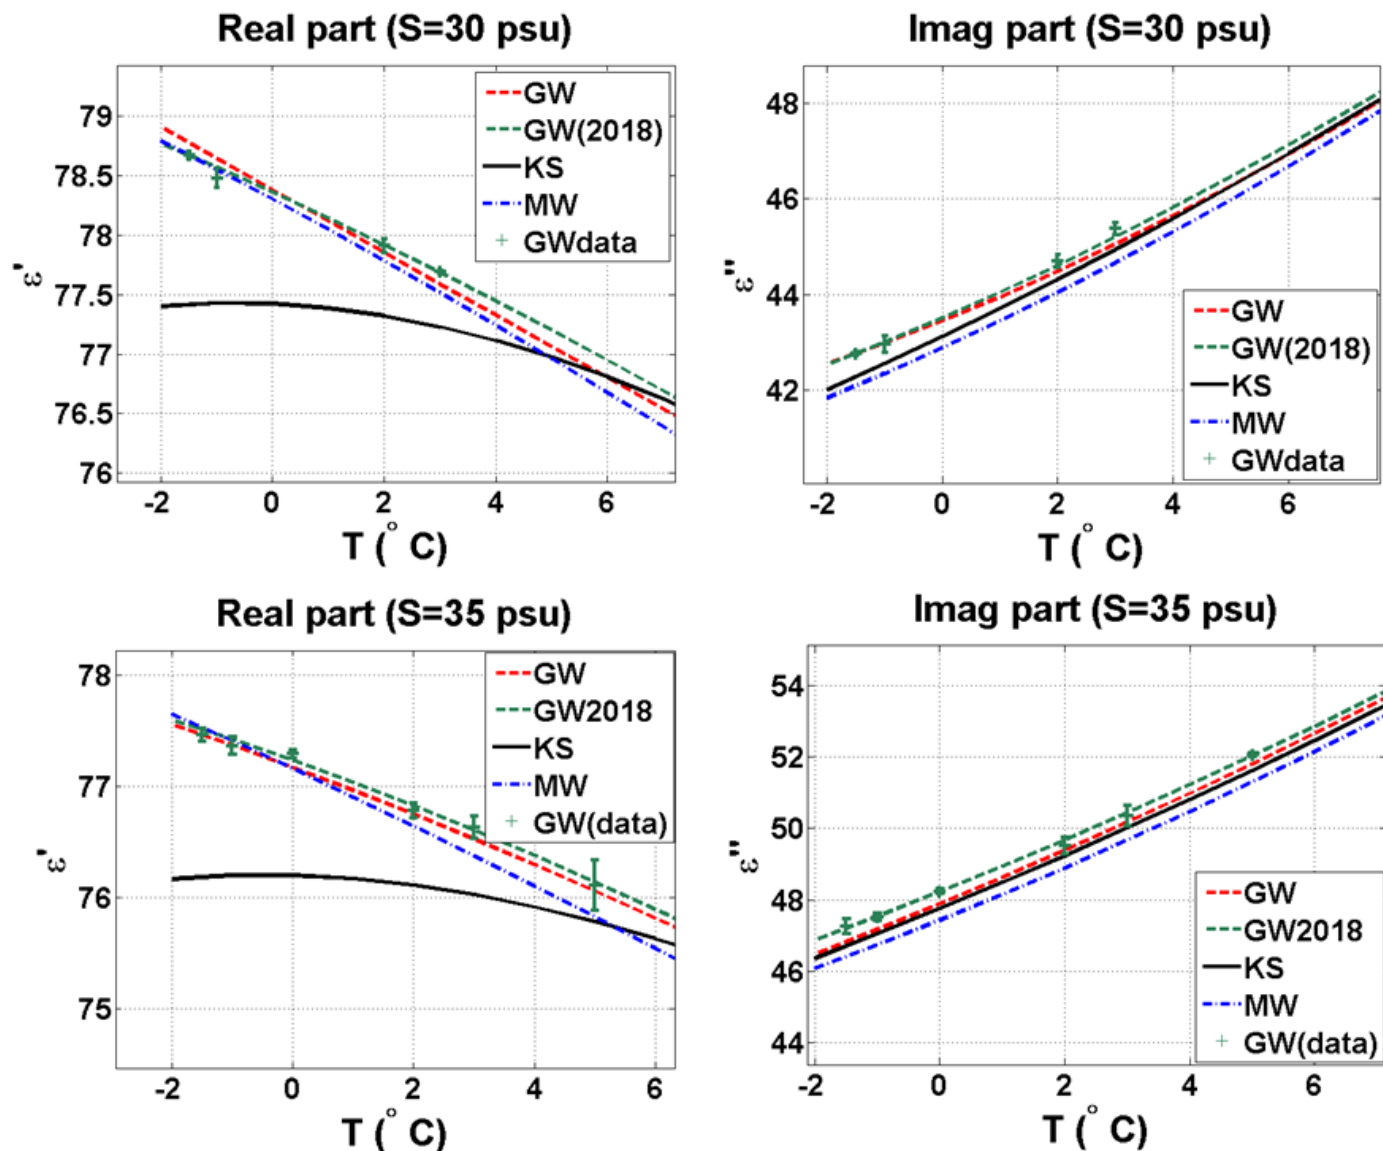 Real part (S=30 psu)
79
78.5
78
77.5
77
76.5
76
ε'
-2 0 2 4 6
T (° C)
GW
GW(2018)
KS
MW
GWdata
Imag part (S=30 psu)
48
46
44
42
ε''
-2 0 2 4 6
T (° C)
GW
GW(2018)
KS
MW
GWdata
Real part (S=35 psu)
78
77
76
75
ε'
-2 0 2 4 6
T (° C)
GW
GW2018
KS
MW
GW(data)
Imag part (S=35 psu)
54
52
50
48
46
44
ε''
-2 0 2 4 6
T (° C)
GW
GW2018
KS
MW
GW(data)